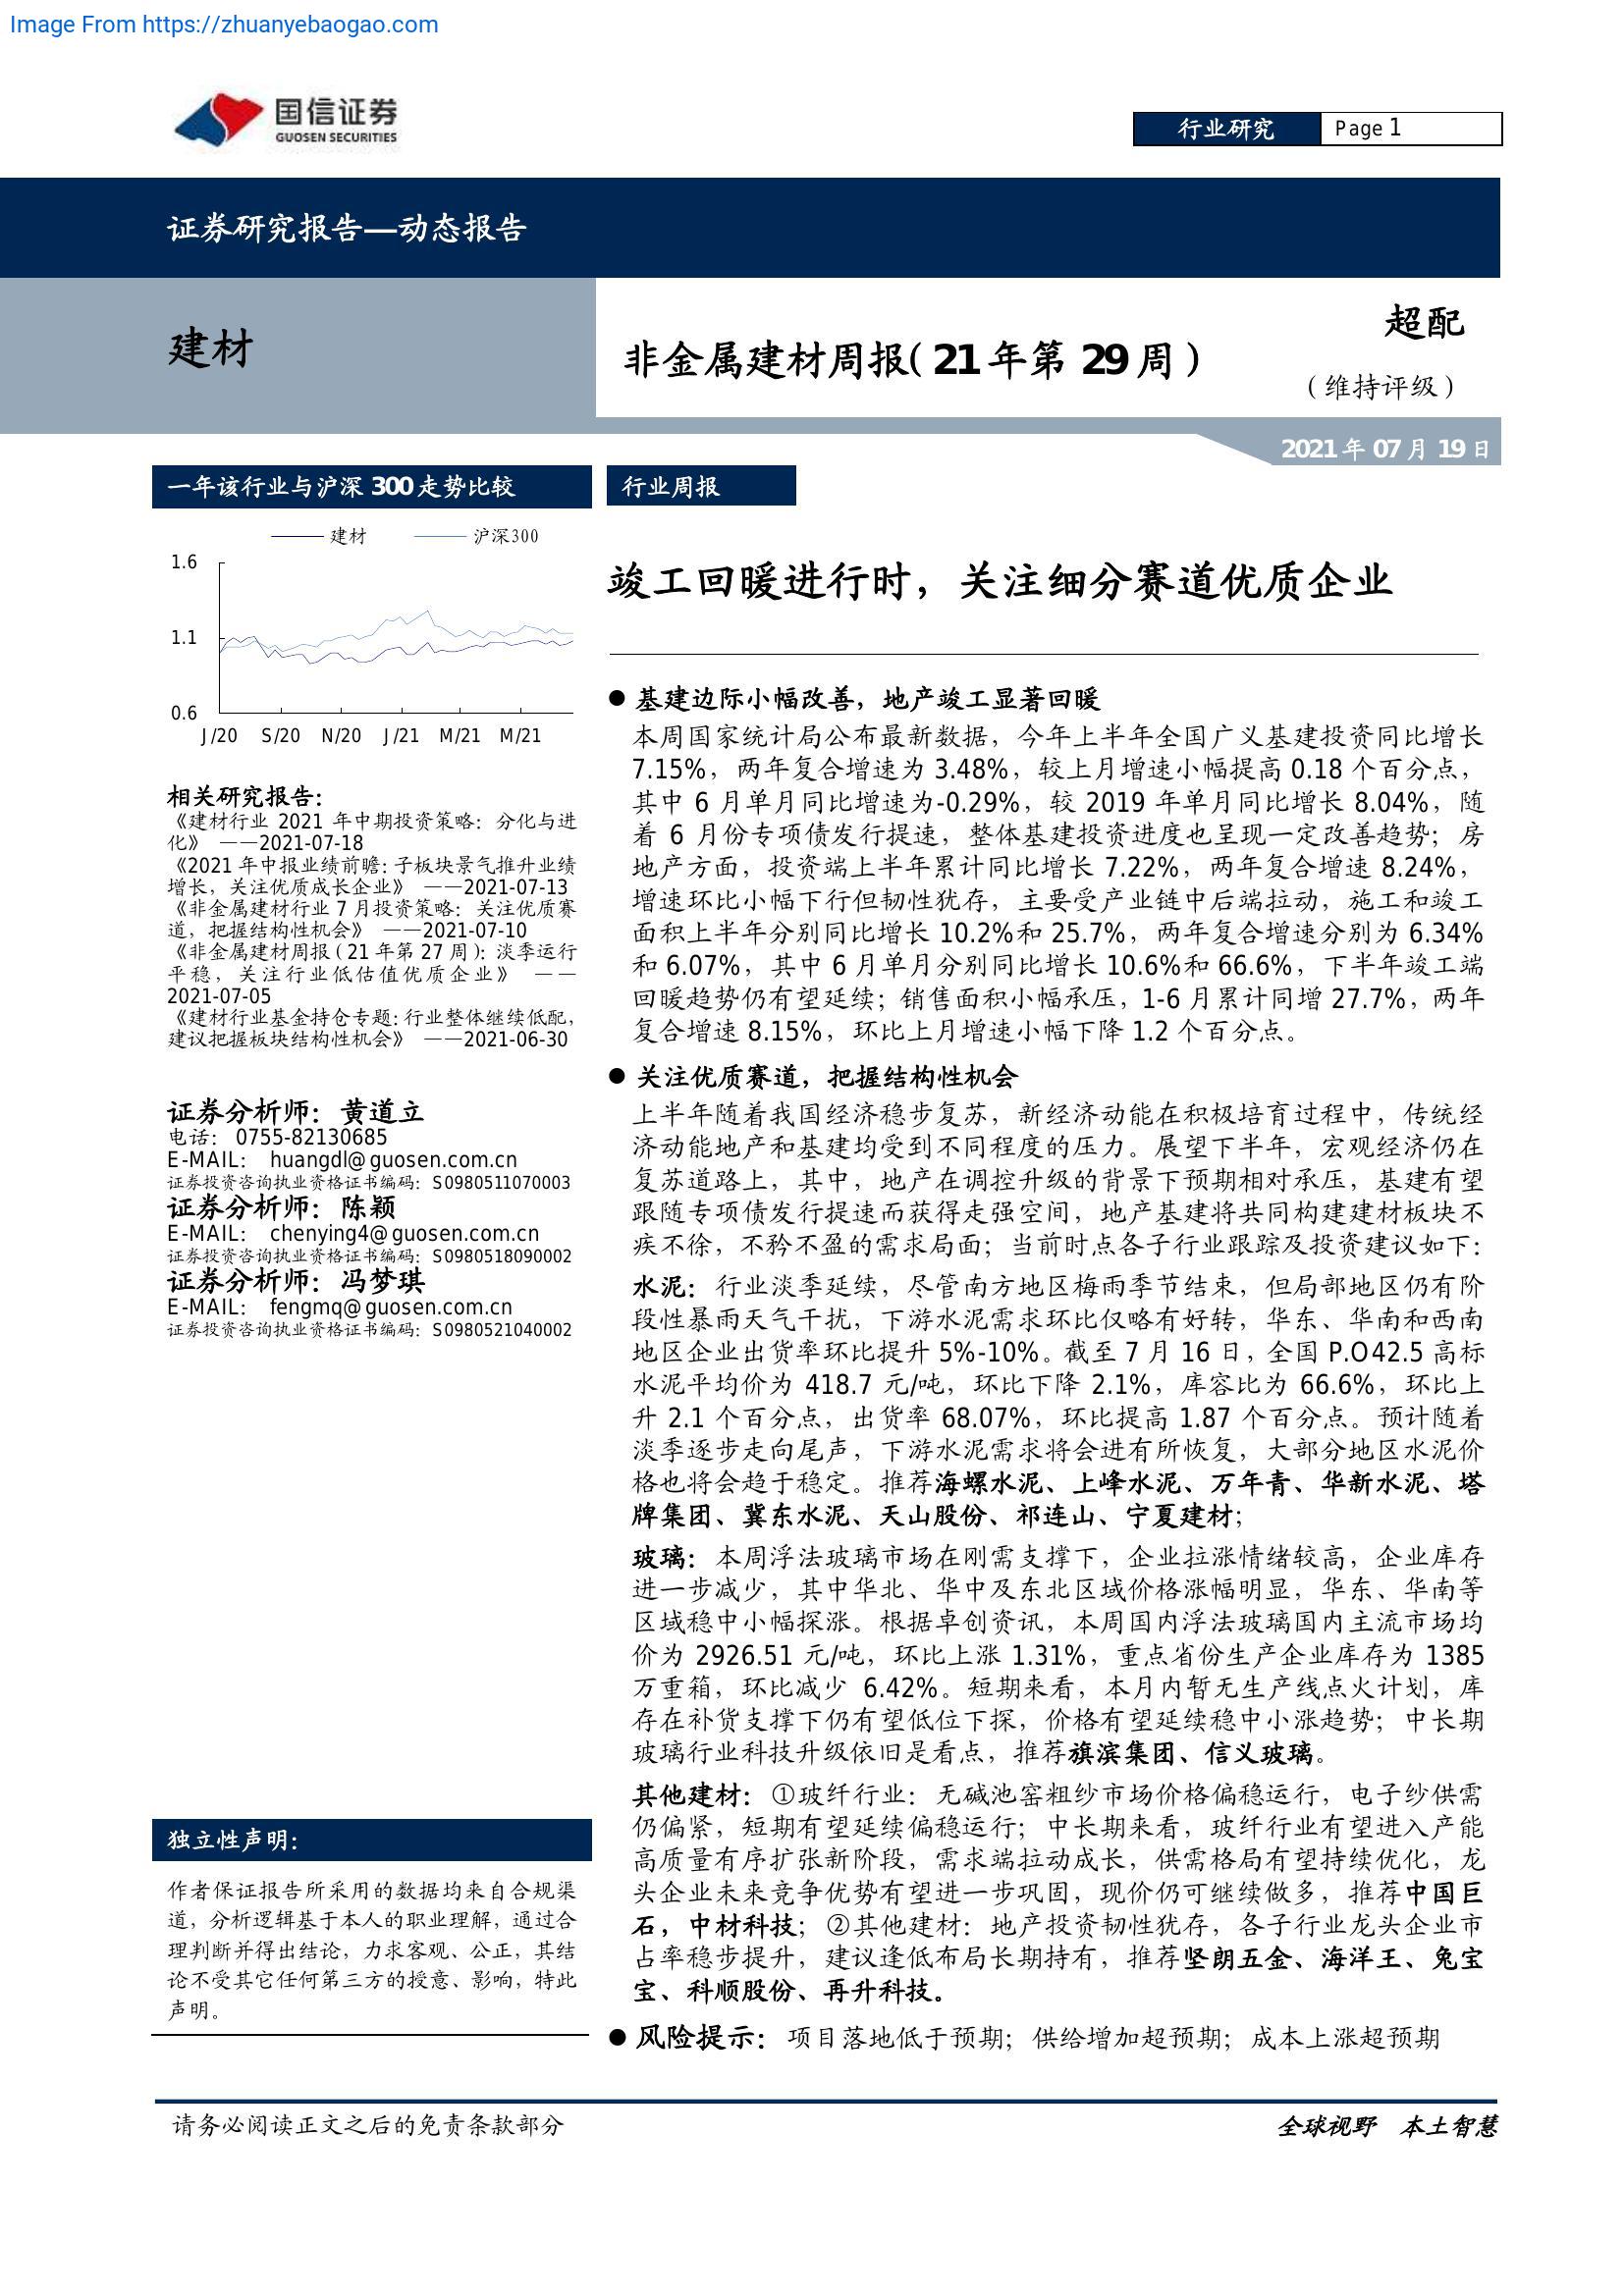 Image From https://zhuanyebaogao.com
国信证券
GUOSEN SECURITIES
行业研究
Page 1
证券研究报告—动态报告
建材
非金属建材周报(21年第29周)
超配
(维持评级)
2021年07月19日
一年该行业与沪深300走势比较
建材 沪深300
1.6
1.1
0.6
J/20 S/20 N/20 J/21 M/21 M/21
相关研究报告:
《建材行业 2021 年中期投资策略:分化与进
化》 ——2021-07-18
《2021年中报业绩前瞻:子板块景气推升业绩
增长,关注优质成长企业》 ——2021-07-13
《非金属建材行业7月投资策略:关注优质赛
道,把握结构性机会》 ——2021-07-10
《非金属建材周报(21年第27周):淡季运行
平稳,关注行业低估值优质企业》 ——
2021-07-05
《建材行业基金持仓专题:行业整体继续低配,
建议把握板块结构性机会》 ——2021-06-30
证券分析师:黄道立
电话: 0755-82130685
E-MAIL: huangdl@guosen.com.cn
证券投资咨询执业资格证书编码:S0980511070003
证券分析师:陈颖
E-MAIL: chenying4@guosen.com.cn
证券投资咨询执业资格证书编码:S0980518090002
证券分析师:冯梦琪
E-MAIL: fengmq@guosen.com.cn
证券投资咨询执业资格证书编码:S0980521040002
独立性声明:
作者保证报告所采用的数据均来自合规渠
道,分析逻辑基于本人的职业理解,通过合
理判断并得出结论,力求客观、公正,其结
论不受其它任何第三方的授意、影响,特此
声明。
行业周报
竣工回暖进行时,关注细分赛道优质企业
● 基建边际小幅改善,地产竣工显著回暖
本周国家统计局公布最新数据,今年上半年全国广义基建投资同比增长
7.15%,两年复合增速为 3.48%,较上月增速小幅提高 0.18 个百分点,
其中 6 月单月同比增速为-0.29%,较 2019 年单月同比增长 8.04%,随
着 6 月份专项债发行提速,整体基建投资进度也呈现一定改善趋势;房
地产方面,投资端上半年累计同比增长 7.22%,两年复合增速 8.24%,
增速环比小幅下行但韧性犹存,主要受产业链中后端拉动,施工和竣工
面积上半年分别同比增长 10.2%和 25.7%,两年复合增速分别为 6.34%
和 6.07%,其中 6 月单月分别同比增长 10.6%和 66.6%,下半年竣工端
回暖趋势仍有望延续;销售面积小幅承压,1-6 月累计同增 27.7%,两年
复合增速 8.15%,环比上月增速小幅下降 1.2 个百分点。
● 关注优质赛道,把握结构性机会
上半年随着我国经济稳步复苏,新经济动能在积极培育过程中,传统经
济动能地产和基建均受到不同程度的压力。展望下半年,宏观经济仍在
复苏道路上,其中,地产在调控升级的背景下预期相对承压,基建有望
跟随专项债发行提速而获得走强空间,地产基建将共同构建建材板块不
疾不徐,不矜不盈的需求局面;当前时点各子行业跟踪及投资建议如下:
水泥:行业淡季延续,尽管南方地区梅雨季节结束,但局部地区仍有阶
段性暴雨天气干扰,下游水泥需求环比仅略有好转,华东、华南和西南
地区企业出货率环比提升 5%-10%。截至 7 月 16 日,全国 P.O42.5 高标
水泥平均价为 418.7 元/吨,环比下降 2.1%,库容比为 66.6%,环比上
升 2.1 个百分点,出货率 68.07%,环比提高 1.87 个百分点。预计随着
淡季逐步走向尾声,下游水泥需求将会进有所恢复,大部分地区水泥价
格也将会趋于稳定。推荐海螺水泥、上峰水泥、万年青、华新水泥、塔
牌集团、冀东水泥、天山股份、祁连山、宁夏建材;
玻璃:本周浮法玻璃市场在刚需支撑下,企业拉涨情绪较高,企业库存
进一步减少,其中华北、华中及东北区域价格涨幅明显,华东、华南等
区域稳中小幅探涨。根据卓创资讯,本周国内浮法玻璃国内主流市场均
价为 2926.51 元/吨,环比上涨 1.31%,重点省份生产企业库存为 1385
万重箱,环比减少 6.42%。短期来看,本月内暂无生产线点火计划,库
存在补货支撑下仍有望低位下探,价格有望延续稳中小涨趋势;中长期
玻璃行业科技升级依旧是看点,推荐旗滨集团、信义玻璃。
其他建材:①玻纤行业:无碱池窑粗纱市场价格偏稳运行,电子纱供需
仍偏紧,短期有望延续偏稳运行;中长期来看,玻纤行业有望进入产能
高质量有序扩张新阶段,需求端拉动成长,供需格局有望持续优化,龙
头企业未来竞争优势有望进一步巩固,现价仍可继续做多,推荐中国巨
石,中材科技;②其他建材:地产投资韧性犹存,各子行业龙头企业市
占率稳步提升,建议逢低布局长期持有,推荐坚朗五金、海洋王、兔宝
宝、科顺股份、再升科技。
● 风险提示:项目落地低于预期;供给增加超预期;成本上涨超预期
请务必阅读正文之后的免责条款部分
全球视野 本土智慧